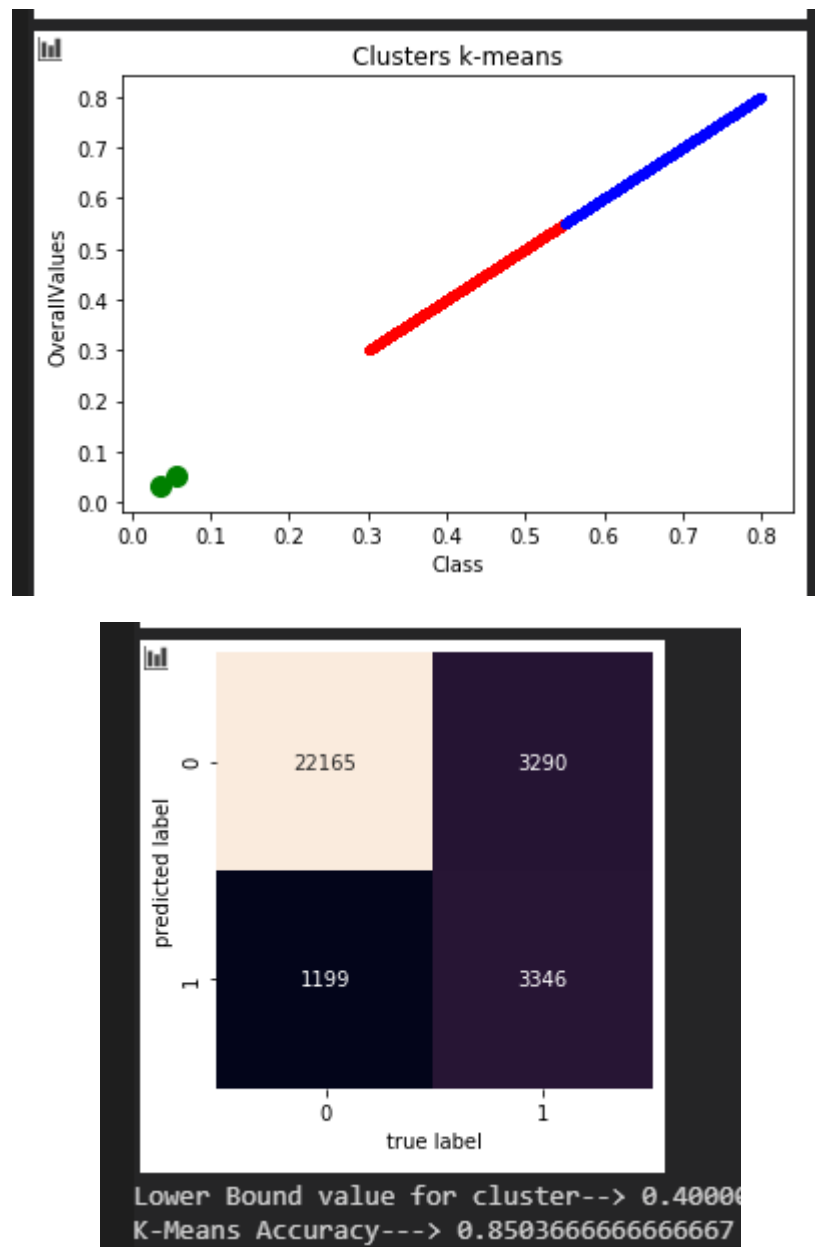 Clusters k-means
0.8
0.7
0.6
0.5
0.4
0.3
0.2
0.1
0.0
OverallValues
0.0 0.1 0.2 0.3 0.4 0.5 0.6 0.7 0.8
Class
0 22165 3290
predicted label
1 1199 3346
0 1
true label
Lower Bound value for cluster--> 0.4000
K-Means Accuracy---> 0.8503666666666667